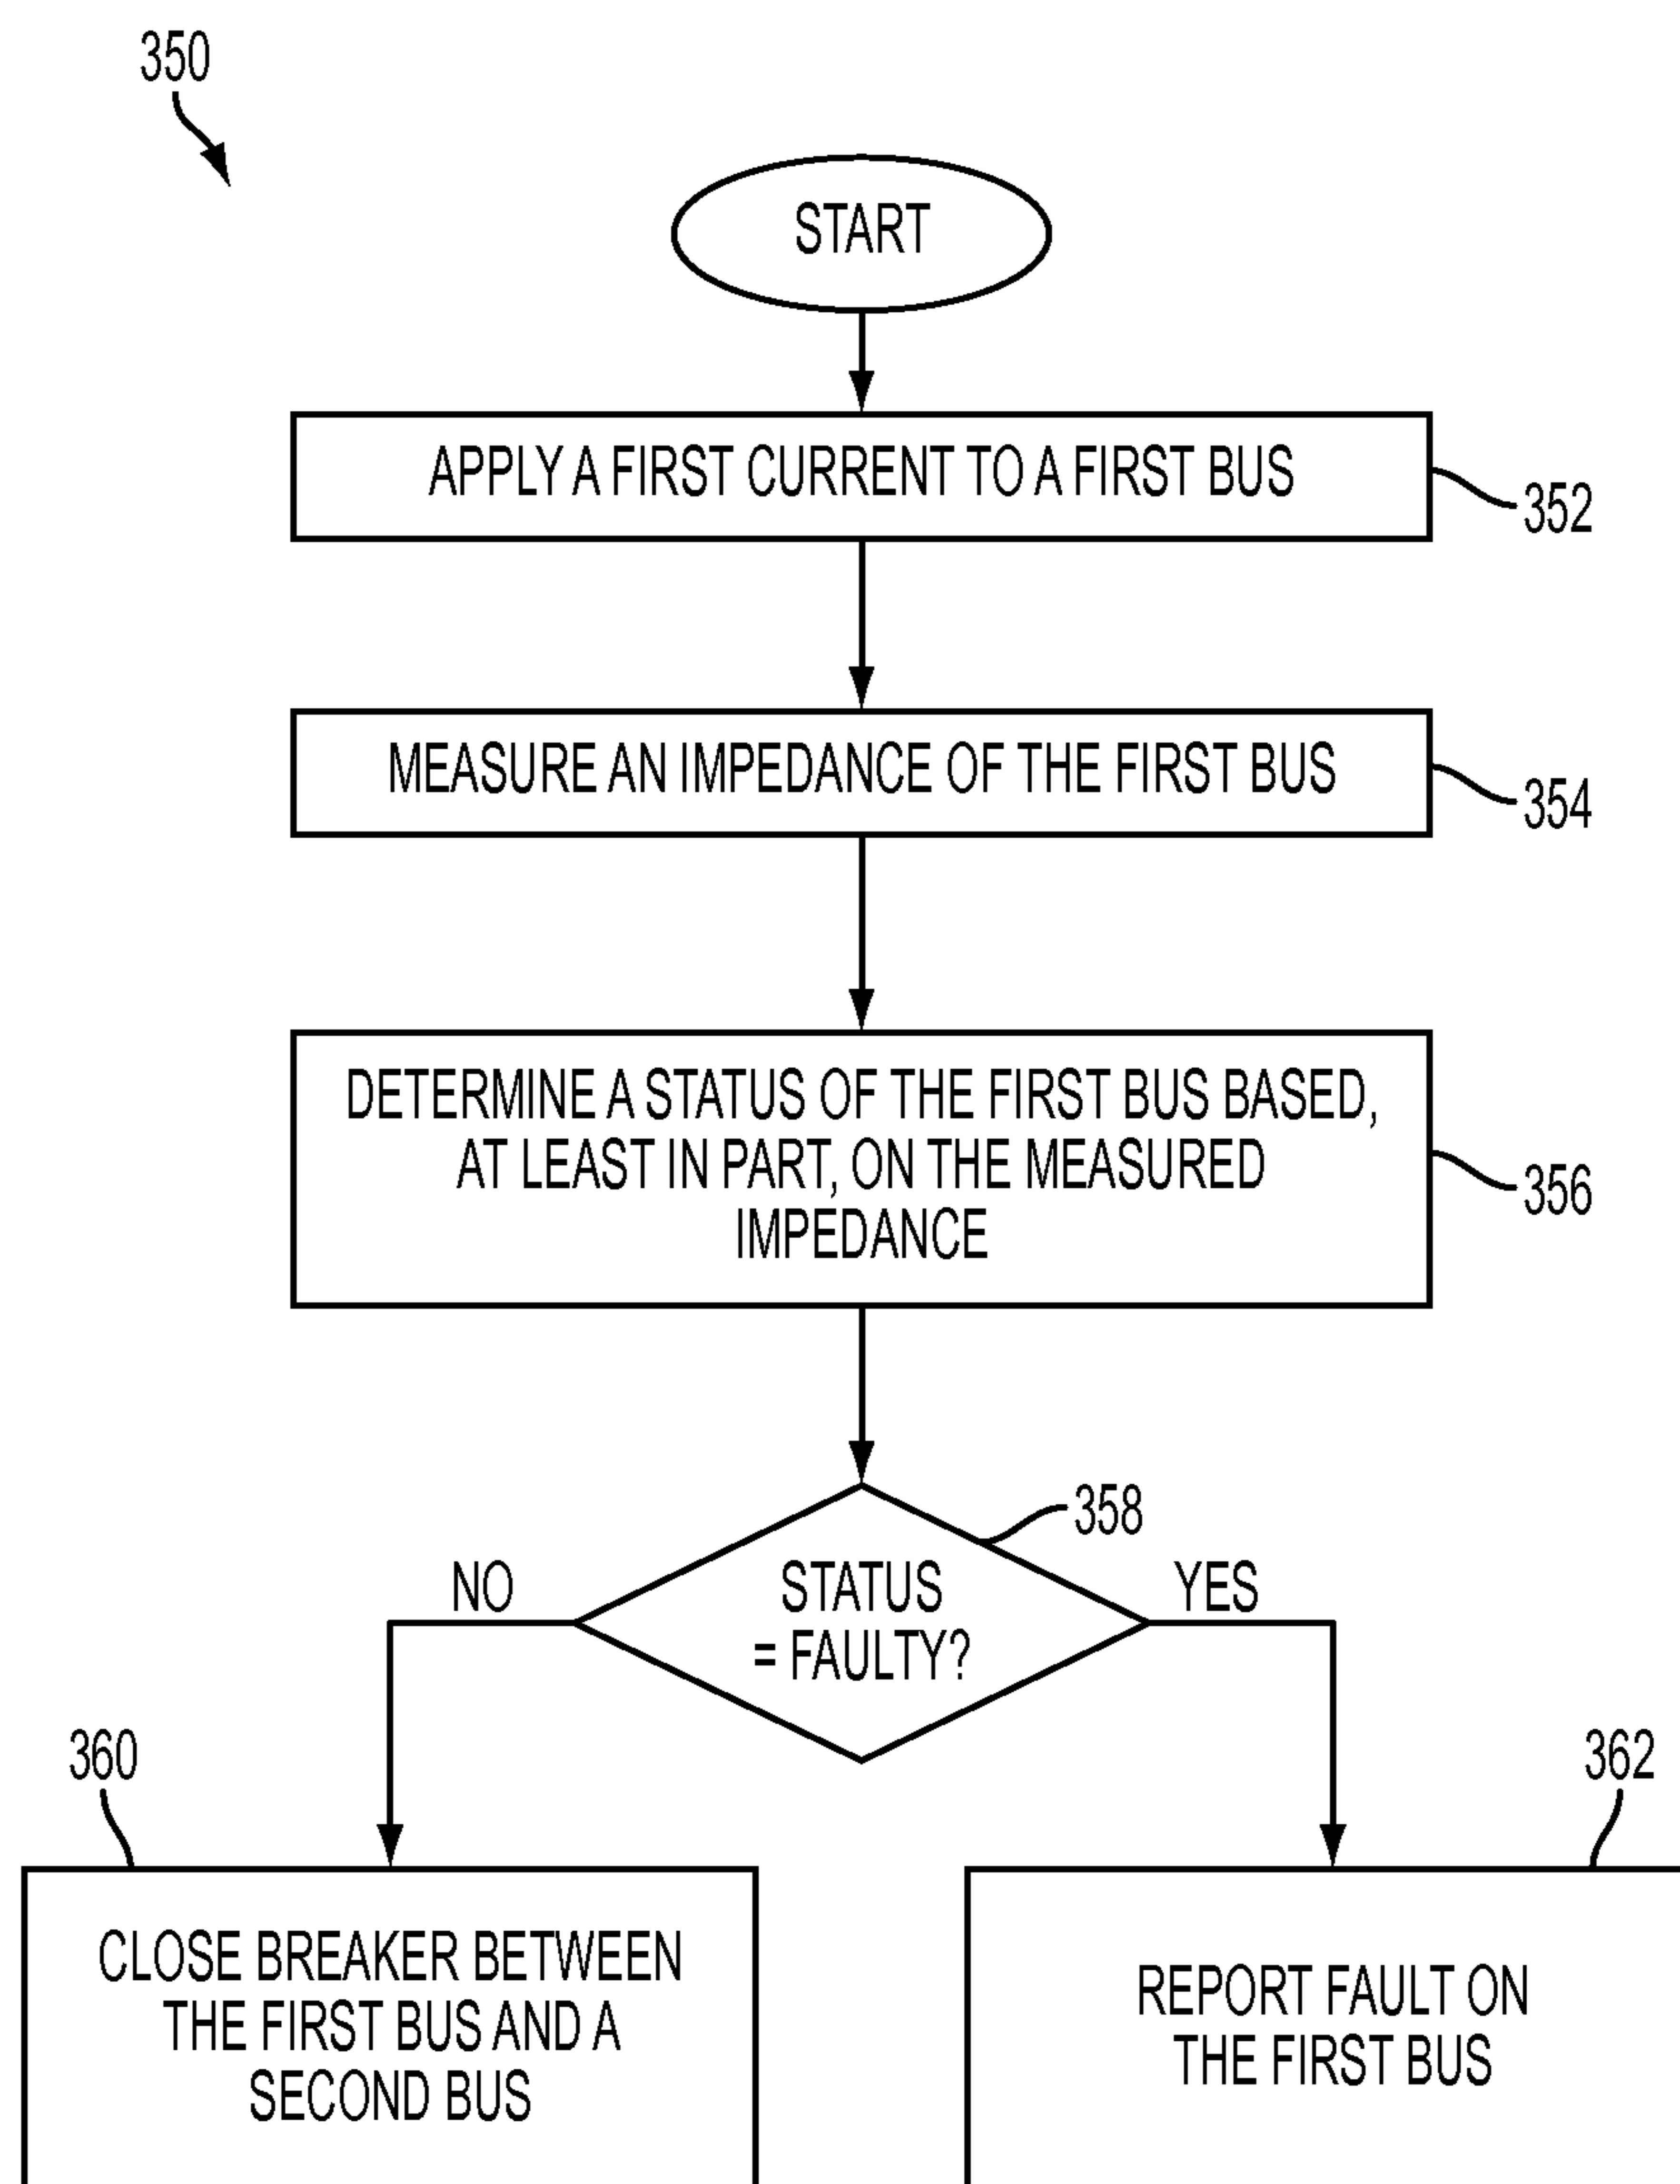 350
START
APPLY A FIRST CURRENT TO A FIRST BUS
352
MEASURE AN IMPEDANCE OF THE FIRST BUS
354
DETERMINE A STATUS OF THE FIRST BUS BASED,
AT LEAST IN PART, ON THE MEASURED
IMPEDANCE
356
358
STATUS
= FAULTY?
NO
YES
360
CLOSE BREAKER BETWEEN
THE FIRST BUS AND A
SECOND BUS
362
REPORT FAULT ON
THE FIRST BUS